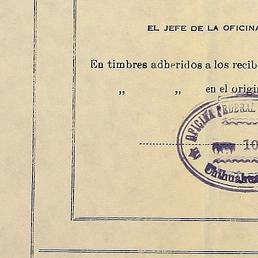 EL JEFE DE LA OFICINA
En timbres adheridos a los recib
„ „ en el origin
OFICINA FEDERAL
10
Chihuahua